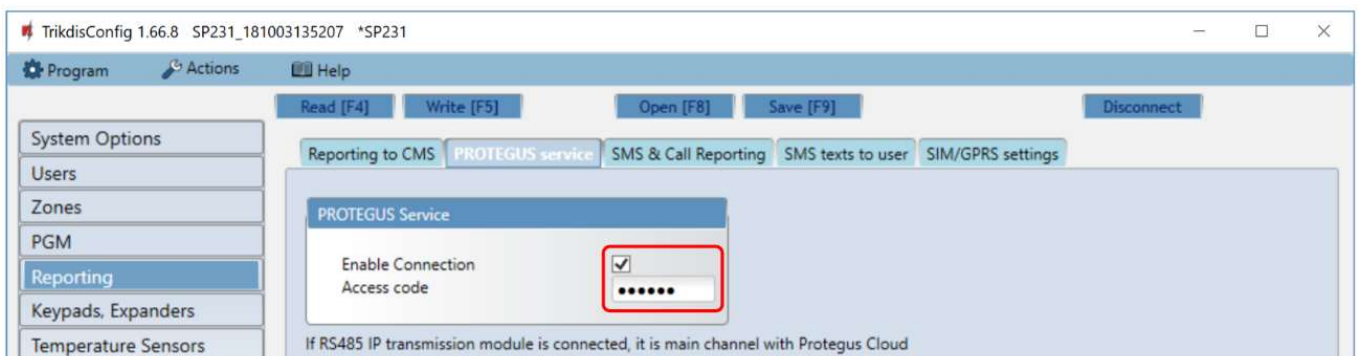 TrikdisConfig 1.66.8 SP231_181003135207 *SP231
Program Actions Help
Read [F4] Write [F5] Open [F8] Save [F9] Disconnect
System Options
Users
Zones
PGM
Reporting
Keypads, Expanders
Temperature Sensors
Reporting to CMS PROTEGUS service SMS & Call Reporting SMS texts to user SIM/GPRS settings
PROTEGUS Service
Enable Connection
Access code ••••••
If RS485 IP transmission module is connected, it is main channel with Protegus Cloud